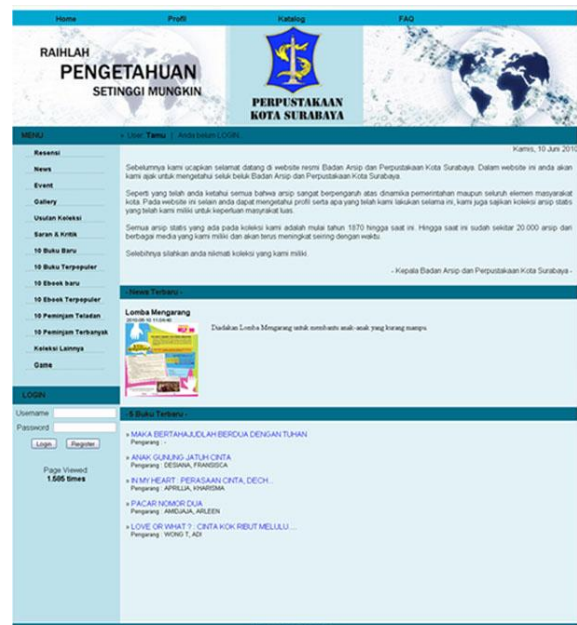 Home Profil Katalog FAQ
RAIHLAH
PENGETAHUAN
SETINGGI MUNGKIN
PERPUSTAKAAN
KOTA SURABAYA
MENU
» User: Tamu | Anda belum LOGIN.
Kamis, 10 Juni 2010
Resensi
News
Event
Gallery
Usulan Koleksi
Saran & Kritik
10 Buku Baru
10 Buku Terpopuler
10 Ebook baru
10 Ebook Terpopuler
10 Peminjam Teladan
10 Peminjam Terbanyak
Koleksi Lainnya
Game
Sebelumnya kami ucapkan selamat datang di website resmi Badan Arsip dan Perpustakaan Kota Surabaya. Dalam website ini anda akan
kami ajak untuk mengetahui seluk beluk Badan Arsip dan Perpustakaan Kota Surabaya.
Seperti yang telah anda ketahui semua bahwa arsip sangat berpengaruh atas dinamika pemerintahan maupun seluruh elemen masyarakat
kota. Pada website ini selain anda dapat mengetahui profil serta apa yang telah kami lakukan selama ini, kami juga sajikan koleksi arsip statis
yang telah kami miliki untuk keperluan masyarakat luas.
Semua arsip statis yang ada pada koleksi kami adalah mulai tahun 1870 hingga saat ini. Hingga saat ini sudah sekitar 20.000 arsip dari
berbagai media yang kami miliki dan akan terus meningkat seiring dengan waktu.
Selebihnya silahkan anda nikmati koleksi yang kami miliki.
- Kepala Badan Arsip dan Perpustakaan Kota Surabaya -
- News Terbaru -
Lomba Mengarang
Diadakan Lomba Mengarang untuk membantu anak-anak yang kurang mampu
LOGIN
Username
Password
Login Register
Page Viewed
1.505 times
- 5 Buku Terbaru -
» MAKA BERTAHAJUDLAH BERDUA DENGAN TUHAN
Pengarang : -
» ANAK GUNUNG JATUH CINTA
Pengarang : DESIANA, FRANSISCA
» IN MY HEART : PERASAAN CINTA, DECH...
Pengarang : APRILIA, KHARISMA
» PACAR NOMOR DUA
Pengarang : AMIDJAJA, ARLEEN
» LOVE OR WHAT ? : CINTA KOK RIBUT MELULU....
Pengarang : WONG T, ADI